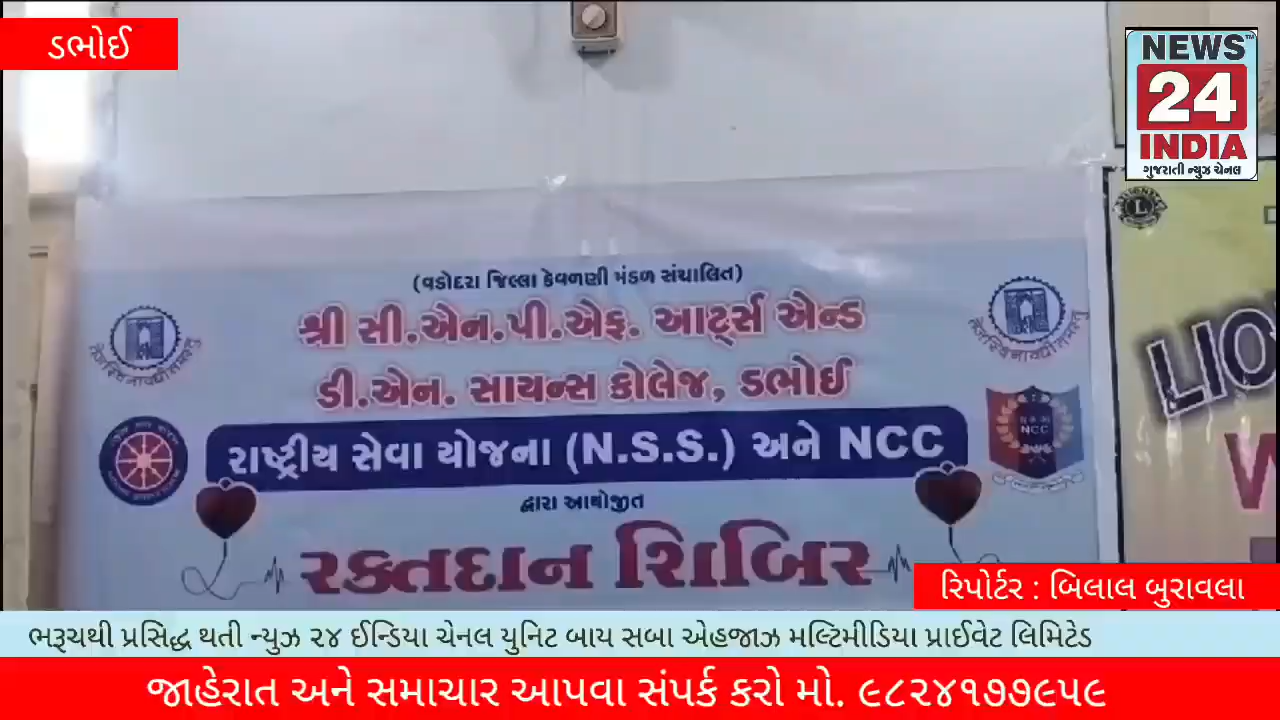 ડભોઈ
NEWS
24
INDIA
ગુજરાતી ન્યુઝ ચેનલ
(વડોદરા જિલ્લા કેળવણી મંડળ સંચાલિત)
શ્રી સી.એન.પી.એફ. આર્ટ્સ એન્ડ
ડી.એન. સાયન્સ કોલેજ, ડભોઈ
રાષ્ટ્રીય સેવા યોજના (N.S.S.) અને NCC
NCC
દ્વારા આયોજીત
રક્તદાન શિબિર
L
LIO
રિપોર્ટર : બિલાલ બુરાવલા
ભરૂચથી પ્રસિદ્ધ થતી ન્યુઝ ૨૪ ઈન્ડિયા ચેનલ યુનિટ બાય સબા એહજાઝ મલ્ટિમીડિયા પ્રાઈવેટ લિમિટેડ
જાહેરાત અને સમાચાર આપવા સંપર્ક કરો મો. ૯૮૨૪૧૭૭૯૫૯